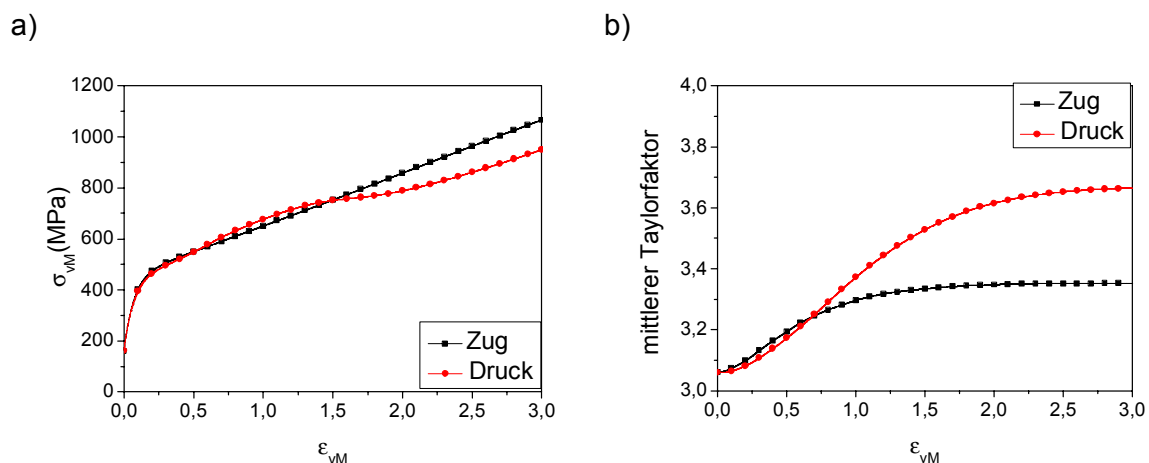 a)
1200
1000
800
600
400
200
0
σvM(MPa)
0,0 0,5 1,0 1,5 2,0 2,5 3,0
εvM
Zug
Druck
b)
4,0
3,8
3,6
3,4
3,2
3,0
mittlerer Taylorfaktor
0,0 0,5 1,0 1,5 2,0 2,5 3,0
εvM
Zug
Druck